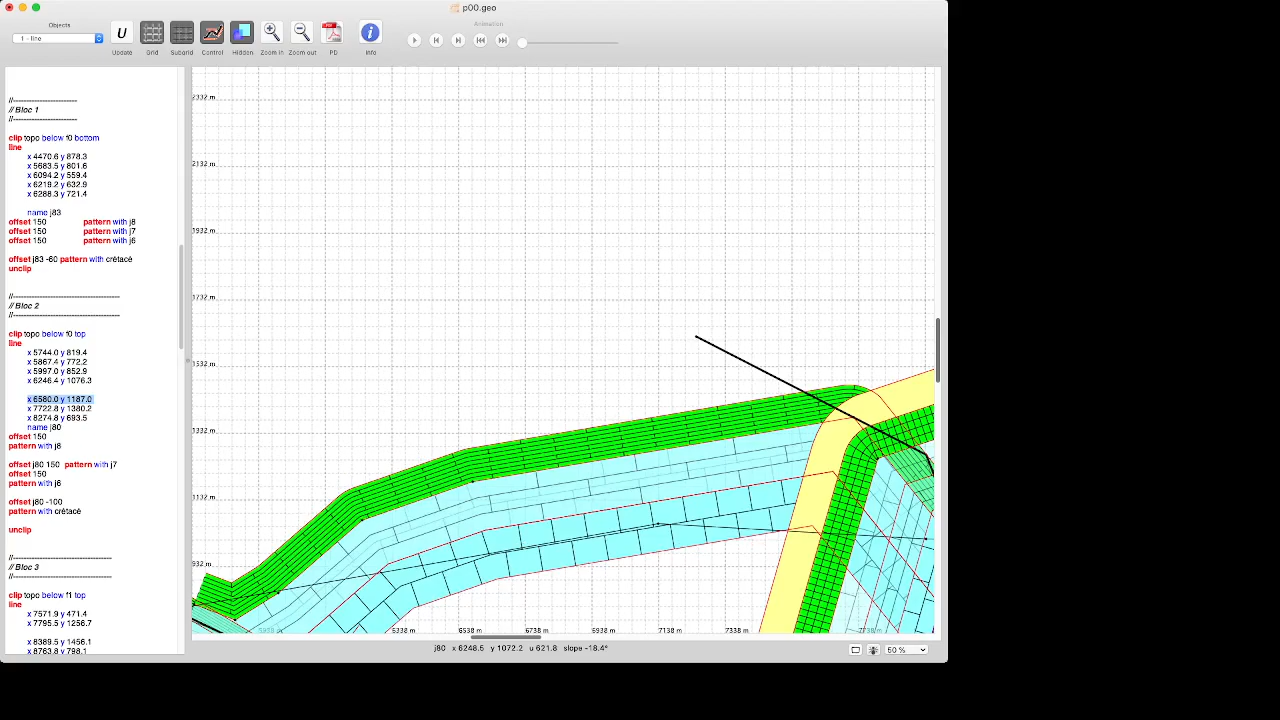 p00.geo
Objects
1 - line
U
Update
Grid
Subgrid
Control
Hidden
Zoom in
Zoom out
PD
Info
Animation
//------------------------
// Bloc 1
//------------------------
clip topo below f0 bottom
line
x 4470.6 y 878.3
x 5683.5 y 801.6
x 6094.2 y 559.4
x 6219.2 y 632.9
x 6288.3 y 721.4
name j83
offset 150 pattern with j8
offset 150 pattern with j7
offset 150 pattern with j6
offset j83 -60 pattern with crétacé
unclip
//----------------------------------------
// Bloc 2
//----------------------------------------
clip topo below f0 top
line
x 5744.0 y 819.4
x 5867.4 y 772.2
x 5997.0 y 852.9
x 6246.4 y 1076.3
x 6580.0 y 1187.0
x 7722.8 y 1380.2
x 8274.8 y 693.5
name j80
offset 150
pattern with j8
offset j80 150 pattern with j7
offset 150
pattern with j6
offset j80 -100
pattern with crétacé
unclip
//-------------------------------------
// Bloc 3
//-------------------------------------
clip topo below f1 top
line
x 7571.9 y 471.4
x 7795.5 y 1256.7
x 8389.5 y 1456.1
x 8763.8 y 798.1
2332 m
2132 m
1932 m
1732 m
1532 m
1332 m
1132 m
932 m
5938 m
6338 m
6538 m
6738 m
6938 m
7138 m
7338 m
7738 m
j80 x 6248.5 y 1072.2 u 621.8 slope -18.4°
50 %